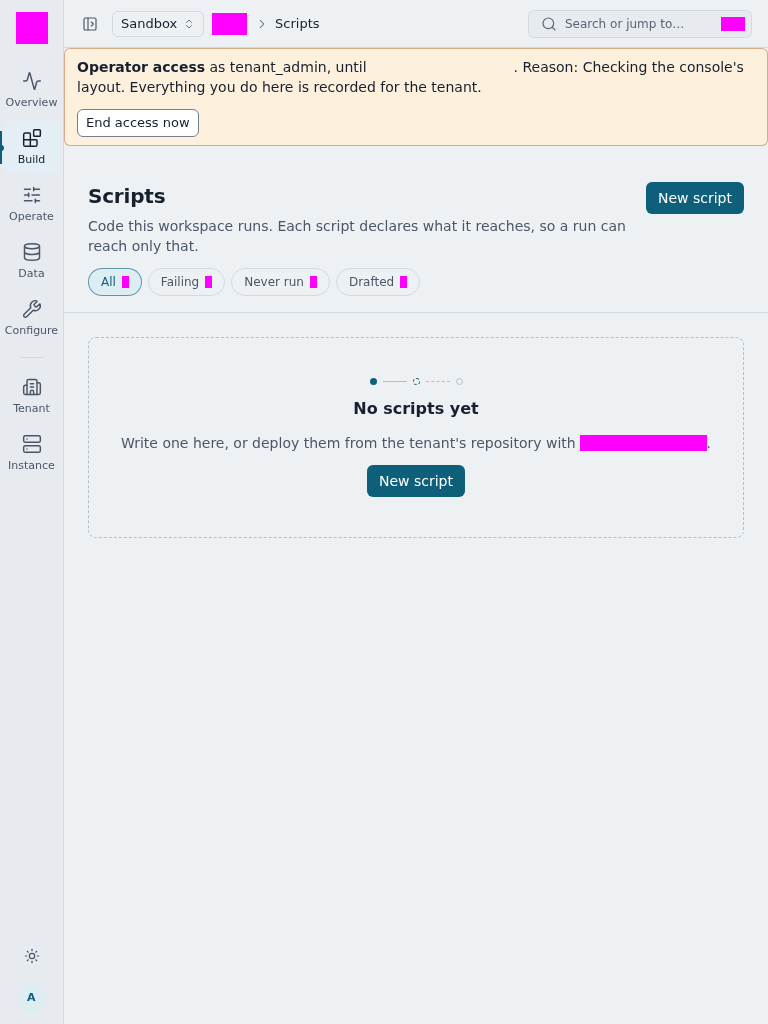 Sandbox
Scripts
Search or jump to...
Operator access as tenant_admin, until . Reason: Checking the console's
layout. Everything you do here is recorded for the tenant.
End access now
Overview
Build
Operate
Data
Configure
Tenant
Instance
A
Scripts
New script
Code this workspace runs. Each script declares what it reaches, so a run can
reach only that.
All
Failing
Never run
Drafted
No scripts yet
Write one here, or deploy them from the tenant's repository with .
New script